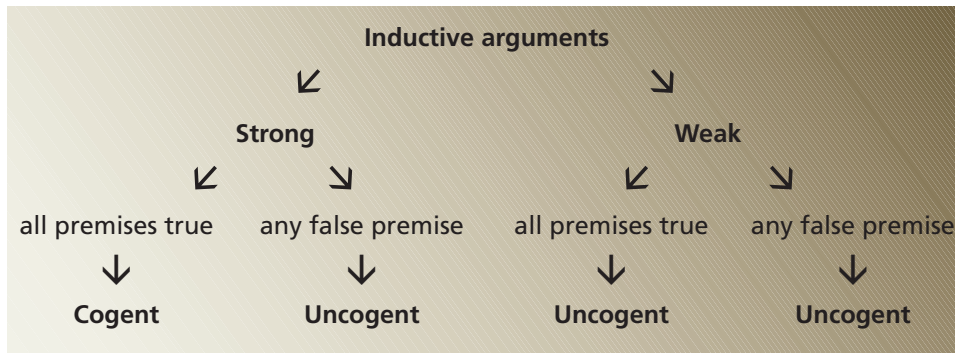 Inductive arguments
Strong Weak
all premises true any false premise all premises true any false premise
Cogent Uncogent Uncogent Uncogent